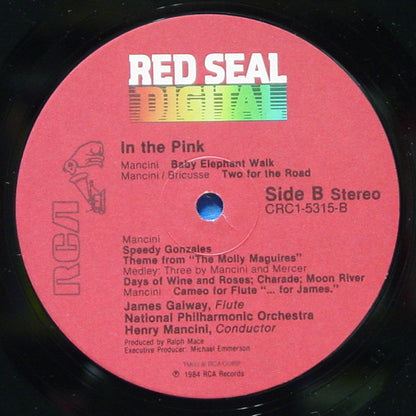 RED SEAL
DIGITAL
In the Pink
Mancini Baby Elephant Walk
Mancini/Bricusse Two for the Road
Side B Stereo
CRC1-5315-B
Mancini
Speedy Gonzales
Theme from "The Molly Maguires"
Medley: Three by Mancini and Mercer
Days of Wine and Roses; Charade; Moon River
Mancini Cameo for Flute "... for James."
James Galway, Flute
National Philharmonic Orchestra
Henry Mancini, Conductor
Produced by Ralph Mace
Executive Producer: Michael Emmerson
℗ 1984 RCA Records
RCA